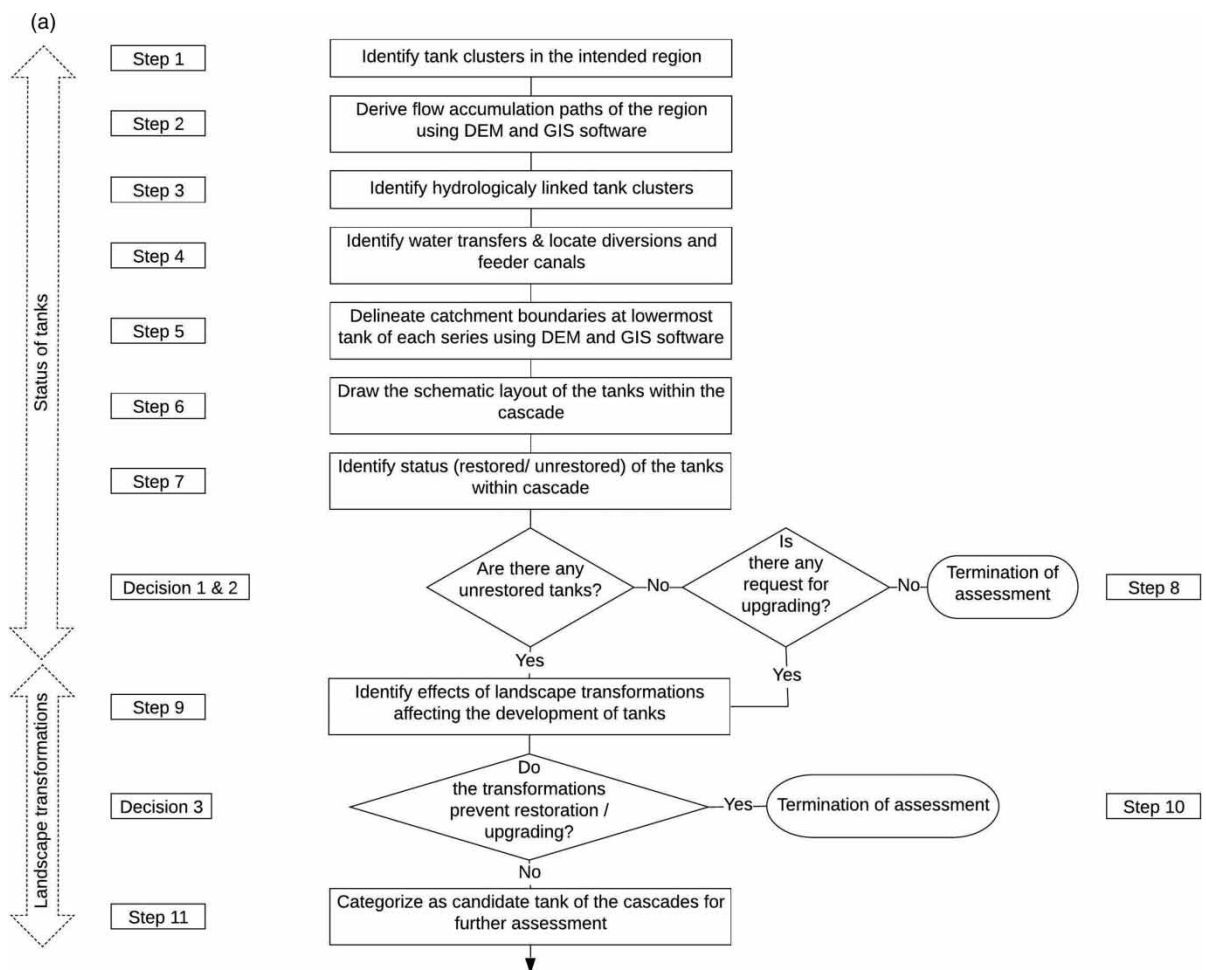 (a)
Status of tanks
Step 1
Identify tank clusters in the intended region
Step 2
Derive flow accumulation paths of the region
using DEM and GIS software
Step 3
Identify hydrologicaly linked tank clusters
Step 4
Identify water transfers & locate diversions and
feeder canals
Step 5
Delineate catchment boundaries at lowermost
tank of each series using DEM and GIS software
Step 6
Draw the schematic layout of the tanks within the
cascade
Step 7
Identify status (restored/ unrestored) of the tanks
within cascade
Decision 1 & 2
Are there any
unrestored tanks?
No
Is
there any
request for
upgrading?
No
Termination of
assessment
Step 8
Yes
Yes
Landscape transformations
Step 9
Identify effects of landscape transformations
affecting the development of tanks
Decision 3
Do
the transformations
prevent restoration /
upgrading?
Yes
Termination of assessment
Step 10
No
Step 11
Categorize as candidate tank of the cascades for
further assessment